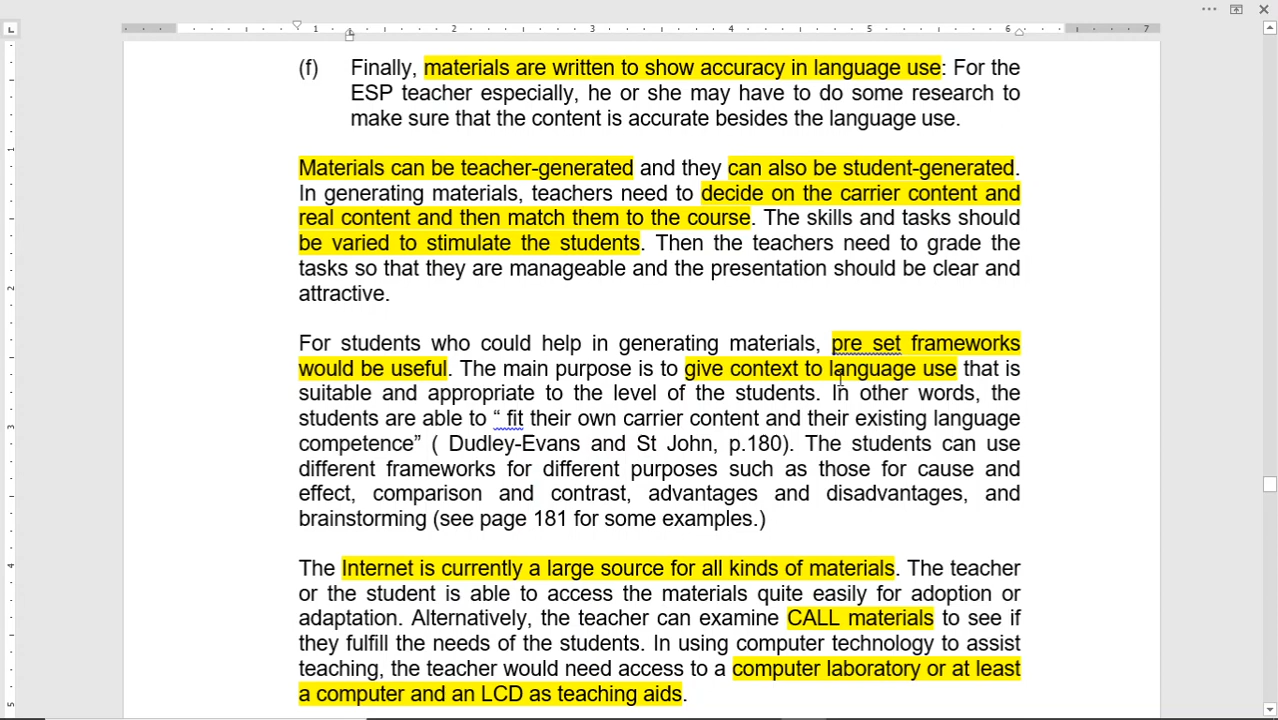 L
1 2 3 4 5 6 7
(f) Finally, materials are written to show accuracy in language use: For the
ESP teacher especially, he or she may have to do some research to
make sure that the content is accurate besides the language use.
Materials can be teacher-generated and they can also be student-generated.
In generating materials, teachers need to decide on the carrier content and
real content and then match them to the course. The skills and tasks should
be varied to stimulate the students. Then the teachers need to grade the
tasks so that they are manageable and the presentation should be clear and
attractive.
For students who could help in generating materials, pre set frameworks
would be useful. The main purpose is to give context to language use that is
suitable and appropriate to the level of the students. In other words, the
students are able to “ fit their own carrier content and their existing language
competence” ( Dudley-Evans and St John, p.180). The students can use
different frameworks for different purposes such as those for cause and
effect, comparison and contrast, advantages and disadvantages, and
brainstorming (see page 181 for some examples.)
The Internet is currently a large source for all kinds of materials. The teacher
or the student is able to access the materials quite easily for adoption or
adaptation. Alternatively, the teacher can examine CALL materials to see if
they fulfill the needs of the students. In using computer technology to assist
teaching, the teacher would need access to a computer laboratory or at least
a computer and an LCD as teaching aids.
1
2
3
4
5